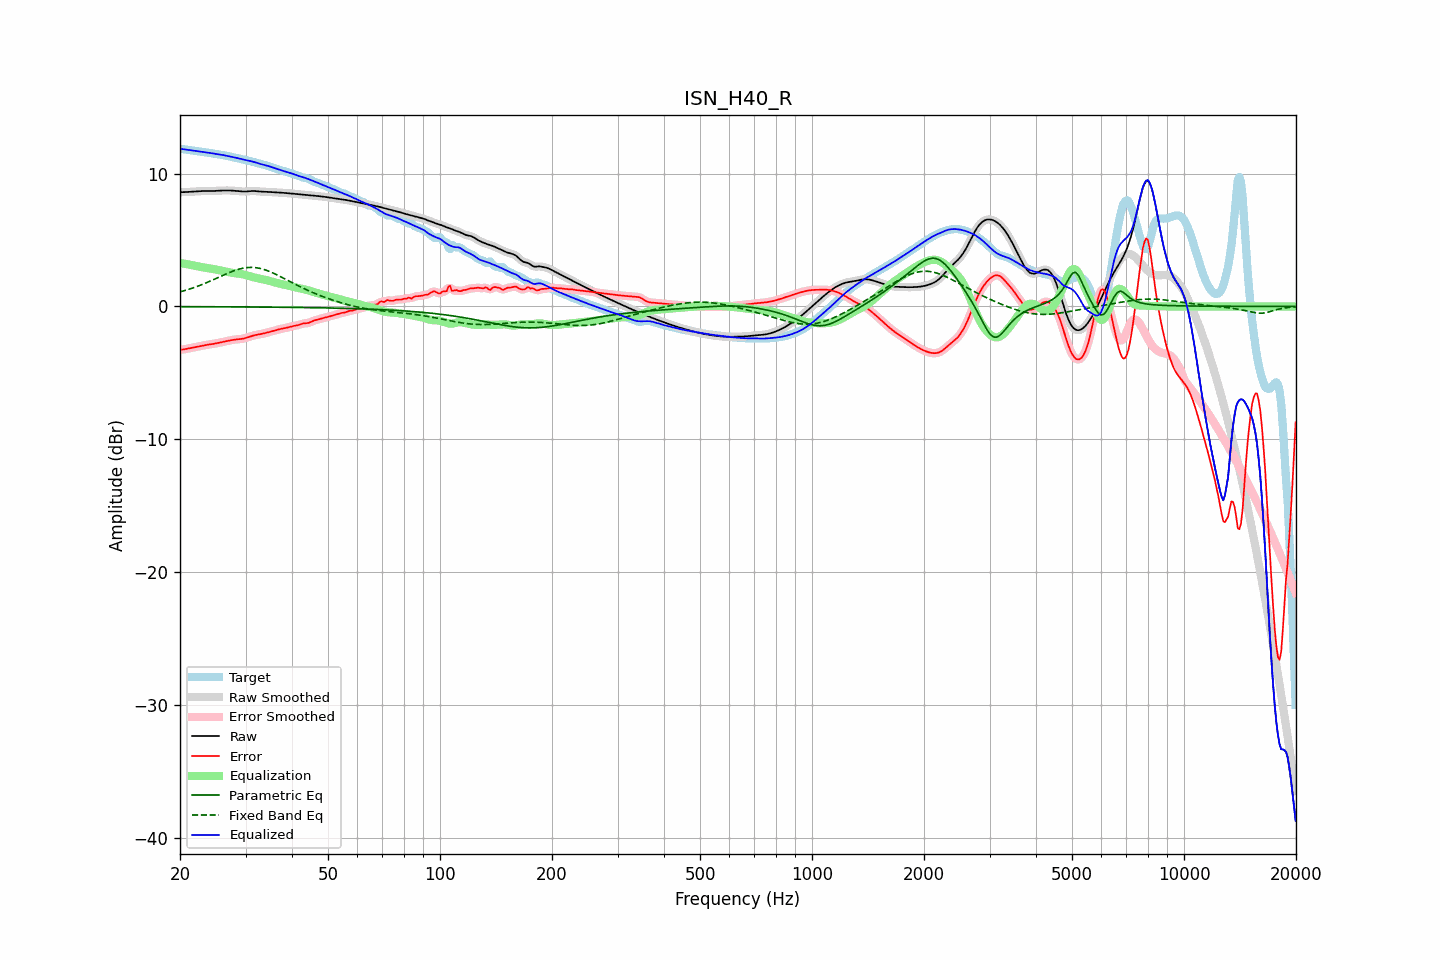 ISN_H40_R
Amplitude (dBr)
10
0
−10
−20
−30
−40
Target
Raw Smoothed
Error Smoothed
Raw
Error
Equalization
Parametric Eq
Fixed Band Eq
Equalized
20 50 100 200 500 1000 2000 5000 10000 20000
Frequency (Hz)